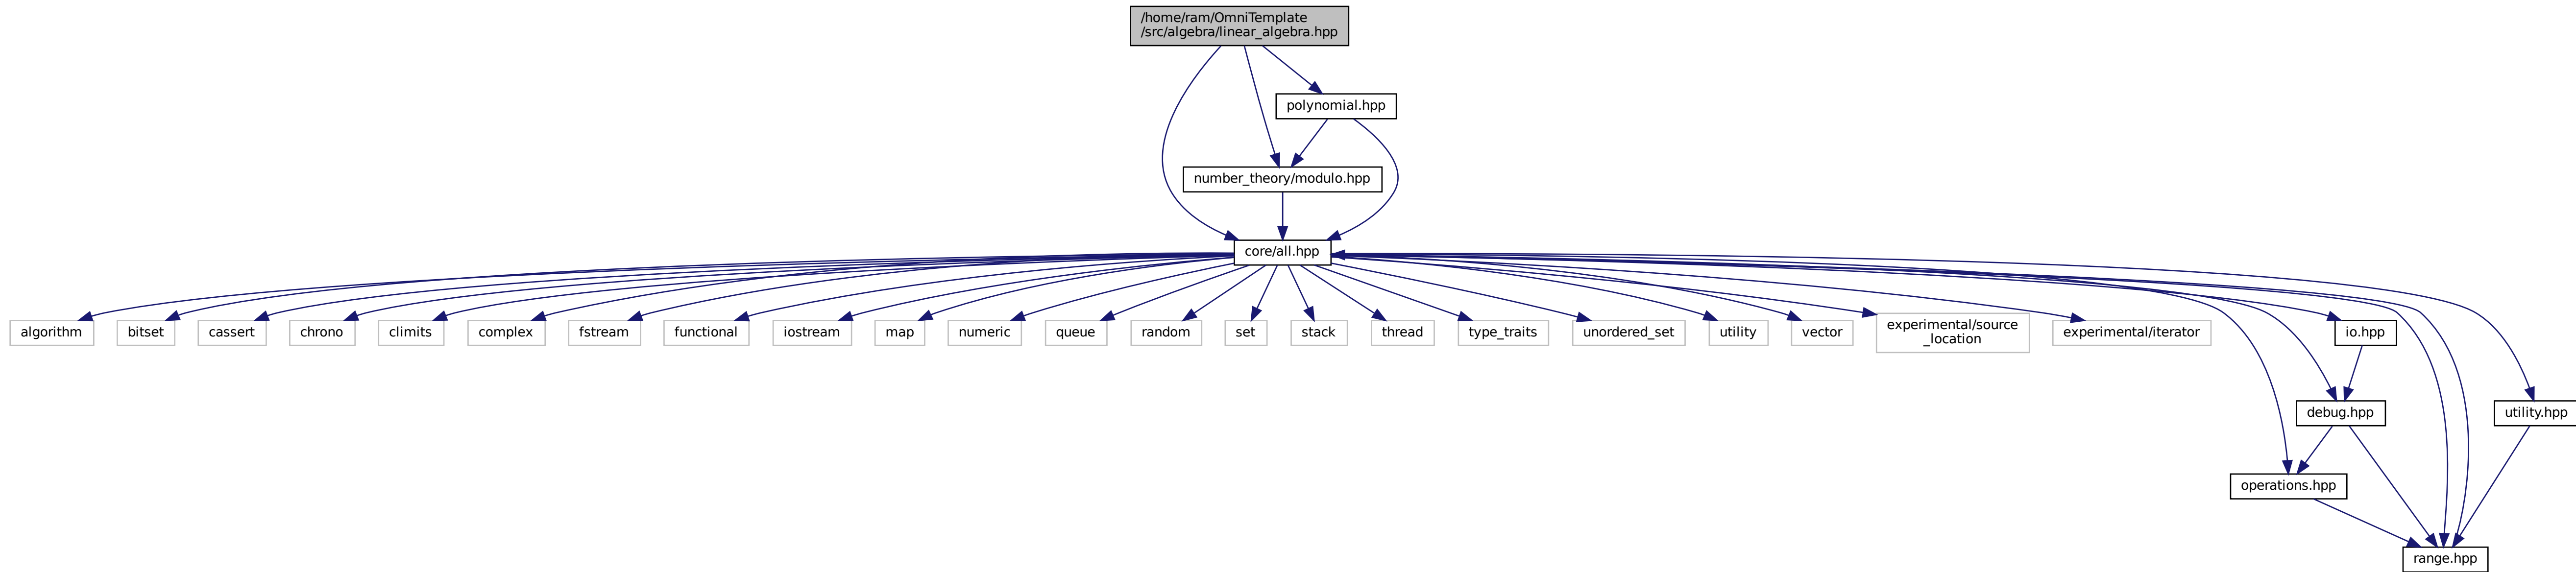 /home/ram/OmniTemplate
/src/algebra/linear_algebra.hpp
polynomial.hpp
number_theory/modulo.hpp
core/all.hpp
algorithm
bitset
cassert
chrono
climits
complex
fstream
functional
iostream
map
numeric
queue
random
set
stack
thread
type_traits
unordered_set
utility
vector
experimental/source
_location
experimental/iterator
io.hpp
debug.hpp
utility.hpp
operations.hpp
range.hpp